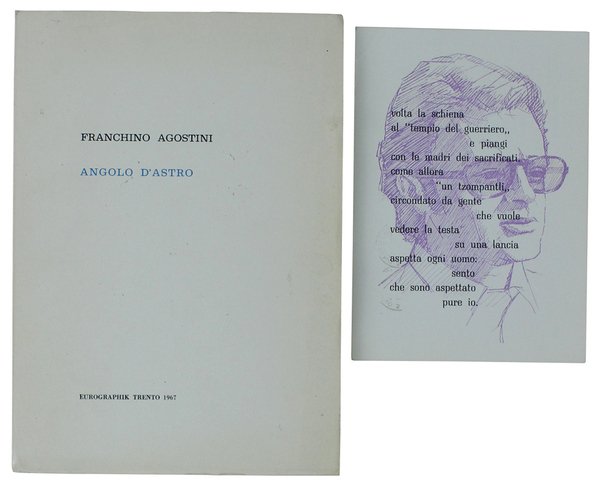 FRANCHINO AGOSTINI
ANGOLO D'ASTRO
EUROGRAPHIK TRENTO 1967
volta la schiena
al "tempio del guerriero„
e piangi
con le madri dei sacrificati
come allora
"un tzompantli„
circondato da gente
che vuole
vedere la testa
su una lancia
aspetta ogni uomo:
sento
che sono aspettato
pure io.